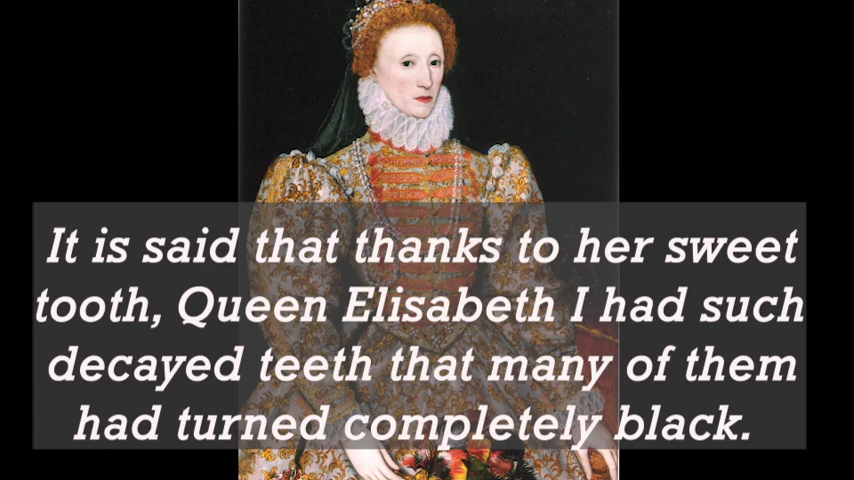 It is said that thanks to her sweet
tooth, Queen Elisabeth I had such
decayed teeth that many of them
had turned completely black.